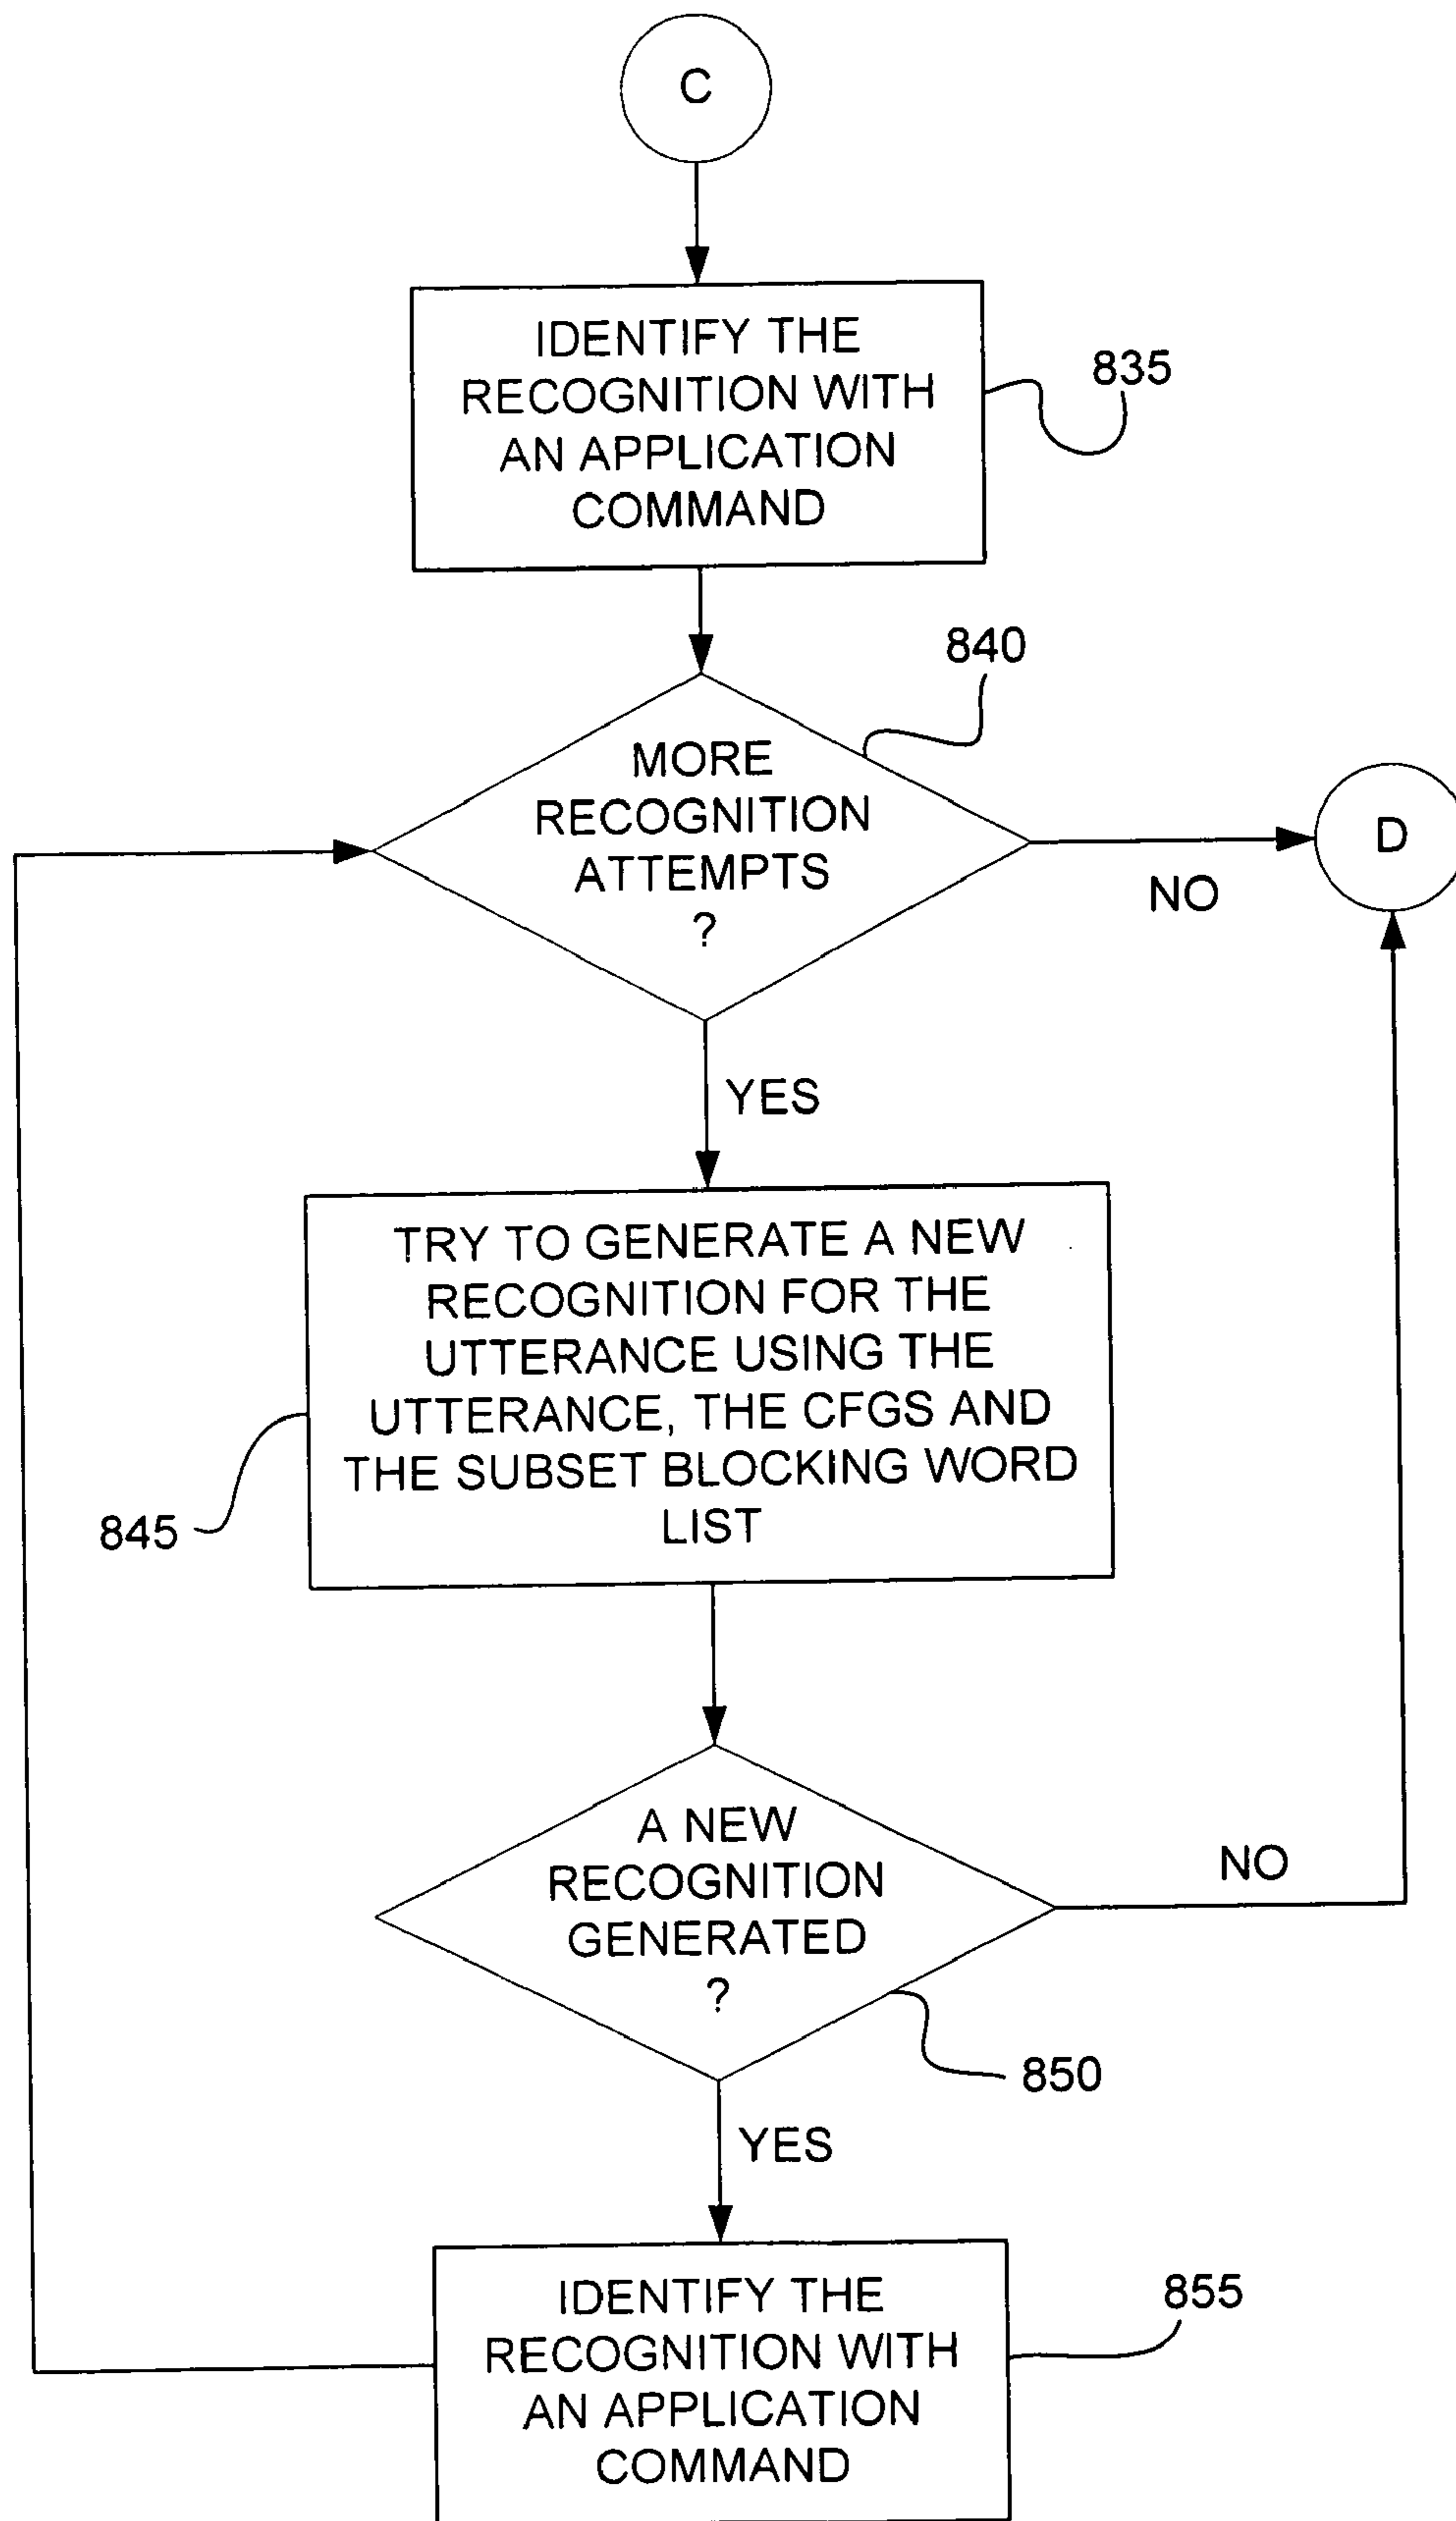 C
IDENTIFY THE
RECOGNITION WITH
AN APPLICATION
COMMAND
835
840
MORE
RECOGNITION
ATTEMPTS
?
D
NO
YES
TRY TO GENERATE A NEW
RECOGNITION FOR THE
UTTERANCE USING THE
UTTERANCE, THE CFGS AND
THE SUBSET BLOCKING WORD
LIST
845
A NEW
RECOGNITION
GENERATED
?
NO
850
YES
IDENTIFY THE
RECOGNITION WITH
AN APPLICATION
COMMAND
855